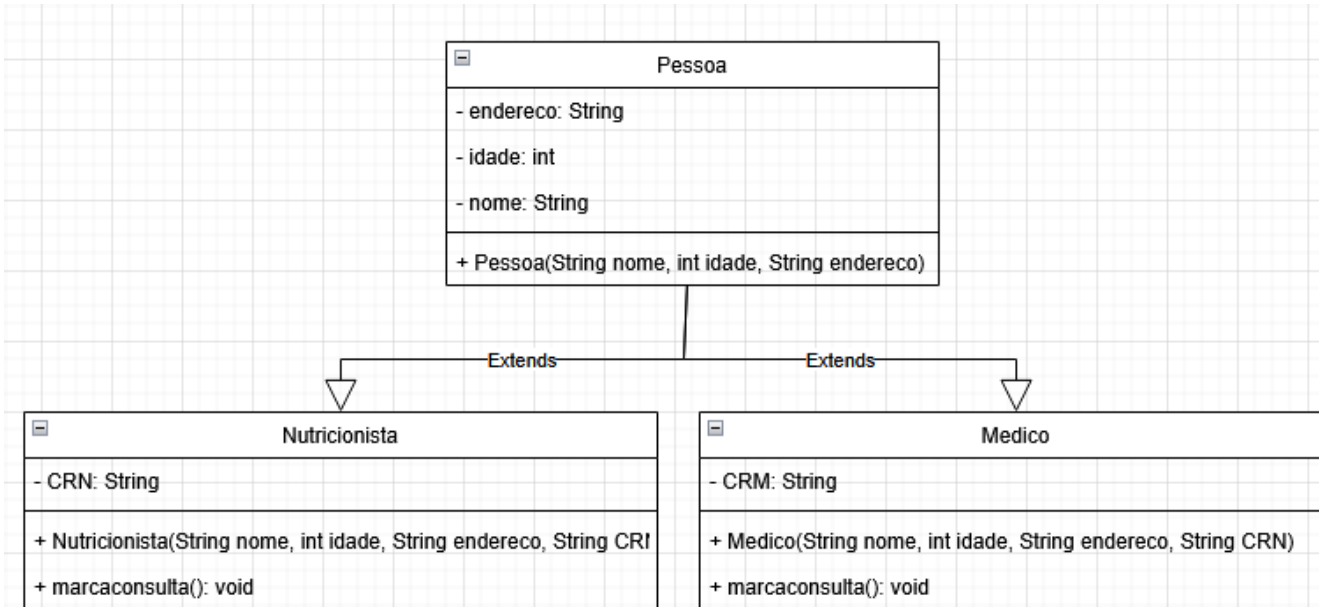 Pessoa
- endereco: String
- idade: int
- nome: String
+ Pessoa(String nome, int idade, String endereco)
Extends
Extends
Nutricionista
- CRN: String
+ Nutricionista(String nome, int idade, String endereco, String
+ marcaconsulta(): void
Medico
- CRM: String
+ Medico(String nome, int idade, String endereco, String CRN)
+ marcaconsulta(): void